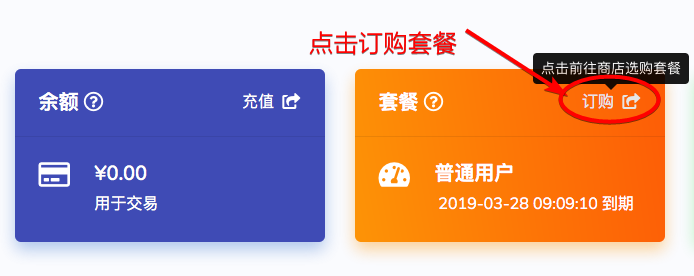 点击订购套餐
点击前往商店选购套餐
余额
充值
套餐
订购
¥0.00
用于交易
普通用户
2019-03-28 09:09:10 到期